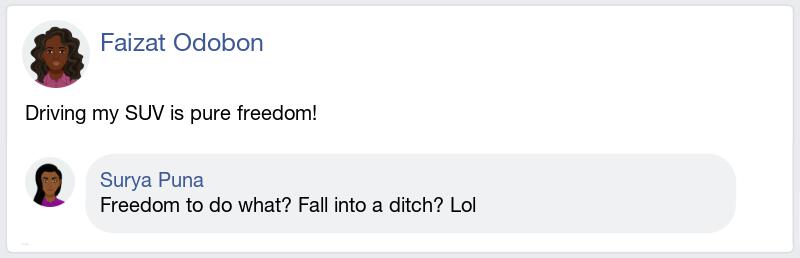 Faizat Odobon
Driving my SUV is pure freedom!
Surya Puna
Freedom to do what? Fall into a ditch? Lol